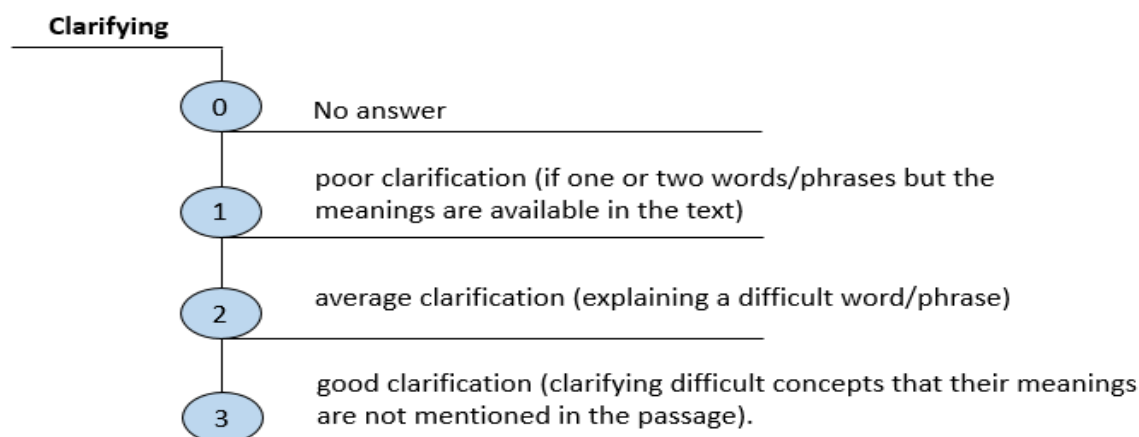 Clarifying
0
No answer
poor clarification (if one or two words/phrases but the
1
meanings are available in the text)
2
average clarification (explaining a difficult word/phrase)
good clarification (clarifying difficult concepts that their meanings
3
are not mentioned in the passage).